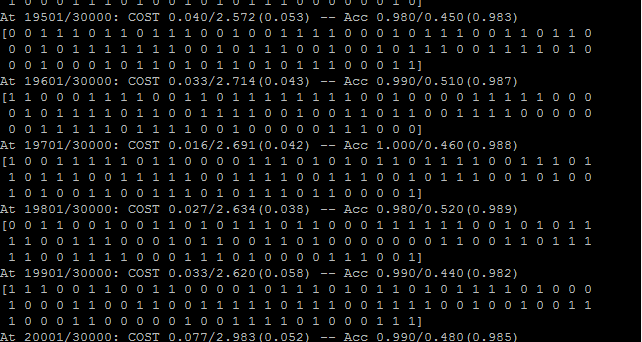 At 19501/30000: COST 0.040/2.572(0.053) -- Acc 0.980/0.450(0.983)
[0 0 1 1 0 1 1 1 0 0 1 1 1 0 0 1 0 0 1 0 0 1 1 1 0 0 1 0 0 1 1 1 0 0 1 1 0 1 1 0
 0 0 1 0 1 1 1 1 0 1 1 0 1 1 1 0 0 1 0 1 1 1 0 0 1 1 0 1 1 0 0 0 1 1 1 1 0 1 0
 0 0 1 0 0 0 1 0 0 1 0 1 1 0 1 1 1 0 1 1 0 1 1 1 0 0 0 1 1]
At 19601/30000: COST 0.033/2.714(0.043) -- Acc 0.990/0.510(0.987)
[1 1 0 0 0 1 1 1 1 0 0 1 1 0 1 1 1 1 1 1 1 1 0 0 1 0 0 0 0 1 1 1 1 1 0 0 0
 0 1 0 1 1 1 1 0 1 1 0 0 0 1 0 0 1 0 1 1 0 1 0 1 1 0 0 1 1 1 1 0 0 0 0 0
 0 0 1 1 1 1 1 0 1 1 1 0 1 1 0 0 1 0 0 0 0 0 1 1 1 0 0 0]
At 19701/30000: COST 0.016/2.691(0.042) -- Acc 1.000/0.460(0.988)
[1 0 0 1 1 1 1 1 0 1 1 0 0 0 0 1 1 1 0 1 0 1 0 1 1 0 1 1 1 1 0 0 1 1 1 0 1
 1 0 1 1 1 0 1 1 0 0 1 1 1 0 0 1 0 1 1 1 0 1 0 1 1 0 0 1 1 1 0 0 1 0 1 0 0
 1 0 1 0 0 1 1 0 0 1 1 0 1 0 1 1 1 0 1 1 0 0 0 0 1]
At 19801/30000: COST 0.027/2.634(0.038) -- Acc 0.980/0.520(0.989)
[0 0 1 1 0 0 1 0 0 1 1 0 1 0 0 0 1 1 0 1 1 1 1 1 1 0 0 1 0 1 0 1 1
 1 1 0 0 1 1 1 0 0 0 1 0 1 1 0 1 0 0 0 0 0 1 1 0 0 1 1 0 1 1 1
 1 1 0 1 1 1 1 0 0 0 1 0 0 1 1 0 0 1 1 1 0 0 0 1]
At 19901/30000: COST 0.033/2.620(0.058) -- Acc 0.990/0.440(0.982)
[1 1 1 0 1 1 0 1 0 0 1 0 0 0 1 0 1 0 1 1 1 0 1 0 1 1 1 1 0 1 0 0 0
 1 0 0 0 1 1 0 0 1 1 0 0 1 1 1 0 1 1 0 0 1 1 1 1 0 0 1 0 0 1 0 0 1 1
 1 0 0 0 1 1 0 0 0 0 0 1 0 0 1 1 1 1 0 1 0 0 0 1 1 1]
At 20001/30000: COST 0.077/2.983(0.052) -- Acc 0.990/0.480(0.985)